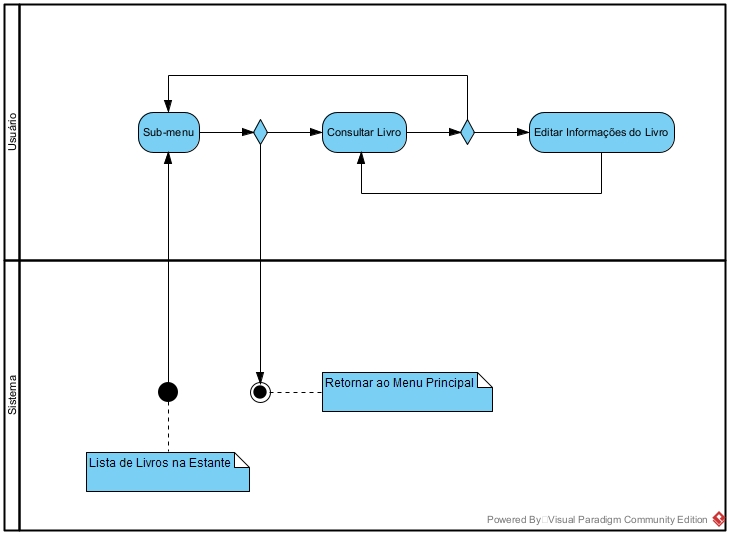 Usuário
Sub-menu
Consultar Livro
Editar Informações do Livro
Sistema
Retornar ao Menu Principal
Lista de Livros na Estante
Powered By Visual Paradigm Community Edition